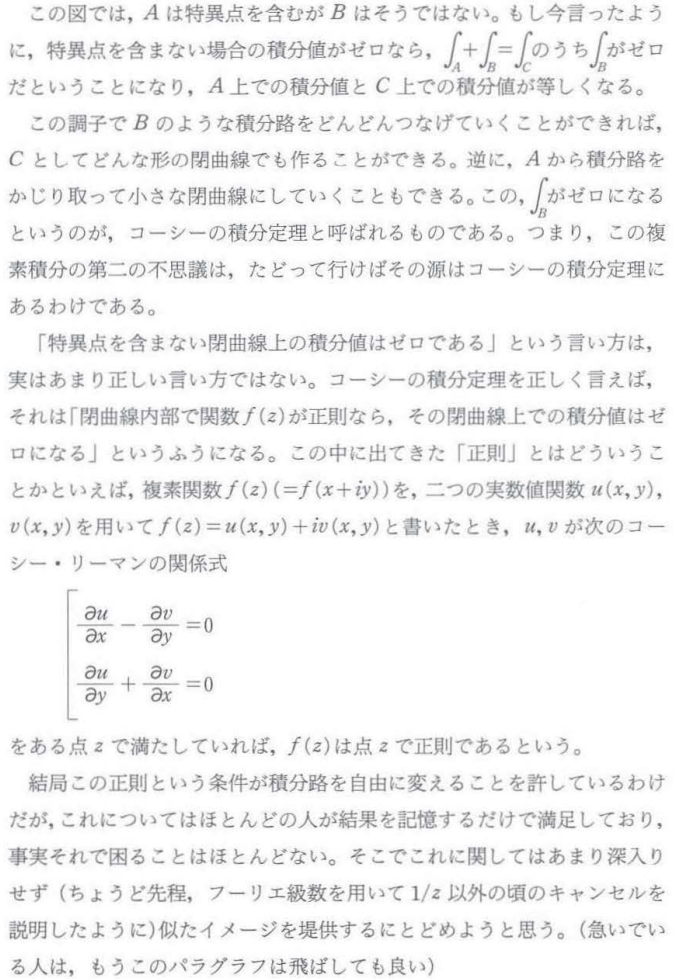 この図では，A は特異点を含むが B はそうではない。もし今言ったよう
に，特異点を含まない場合の積分値がゼロなら，∫_A+∫_B=∫_C のうち ∫_B がゼロ
だということになり，A 上での積分値と C 上での積分値が等しくなる。
この調子で B のような積分路をどんどんつなげていくことができれば，
C としてどんな形の閉曲線でも作ることができる。逆に，A から積分路を
かじり取って小さな閉曲線にしていくこともできる。この，∫_B がゼロになる
というのが，コーシーの積分定理と呼ばれるものである。つまり，この複
素積分の第二の不思議は，たどって行けばその源はコーシーの積分定理に
あるわけである。
「特異点を含まない閉曲線上の積分値はゼロである」という言い方は，
実はあまり正しい言い方ではない。コーシーの積分定理を正しく言えば，
それは「閉曲線内部で関数 f(z) が正則なら，その閉曲線上での積分値はゼ
ロになる」というふうになる。この中に出てきた「正則」とはどういうこ
とかといえば，複素関数 f(z)(=f(x+iy)) を，二つの実数値関数 u(x,y)，
v(x,y) を用いて f(z)=u(x,y)+iv(x,y) と書いたとき，u,v が次のコー
シー・リーマンの関係式
∂u/∂x − ∂v/∂y =0
∂u/∂y + ∂v/∂x =0
をある点 z で満たしていれば，f(z) は点 z で正則であるという。
結局この正則という条件が積分路を自由に変えることを許しているわけ
だが，これについてはほとんどの人が結果を記憶するだけで満足しており，
事実それで困ることはほとんどない。そこでこれに関してはあまり深入り
せず（ちょうど先程，フーリエ級数を用いて 1/z 以外の頃のキャンセルを
説明したように）似たイメージを提供するにとどめようと思う。（急いでい
る人は，もうこのパラグラフは飛ばしても良い）